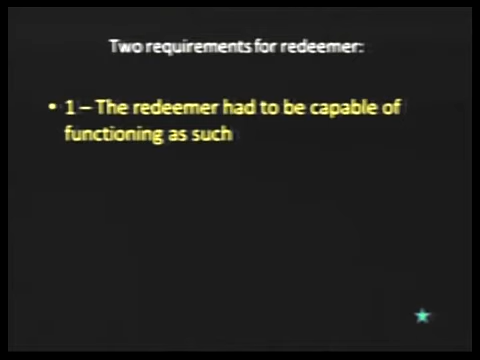 Two requirements for redeemer:
• 1 – The redeemer had to be capable of
functioning as such